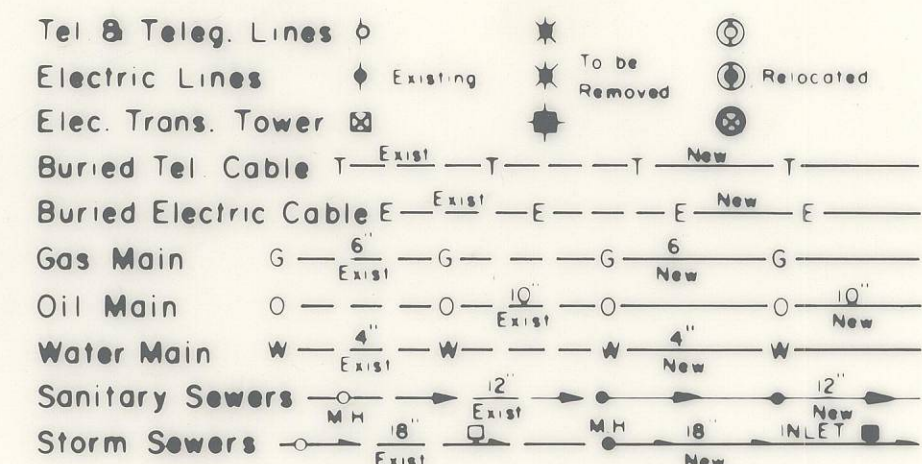 Tel & Teleg. Lines
Electric Lines Existing To be Removed Relocated
Elec. Trans. Tower
Buried Tel. Cable T Exist T T New T
Buried Electric Cable E Exist E E New E
Gas Main G 6" Exist G G 6" New G
Oil Main O O 10" Exist O O 10" New
Water Main W 4" Exist W W 4" New W
Sanitary Sewers MH 12" Exist 12" New
Storm Sewers 18" Exist MH 18" New INLET